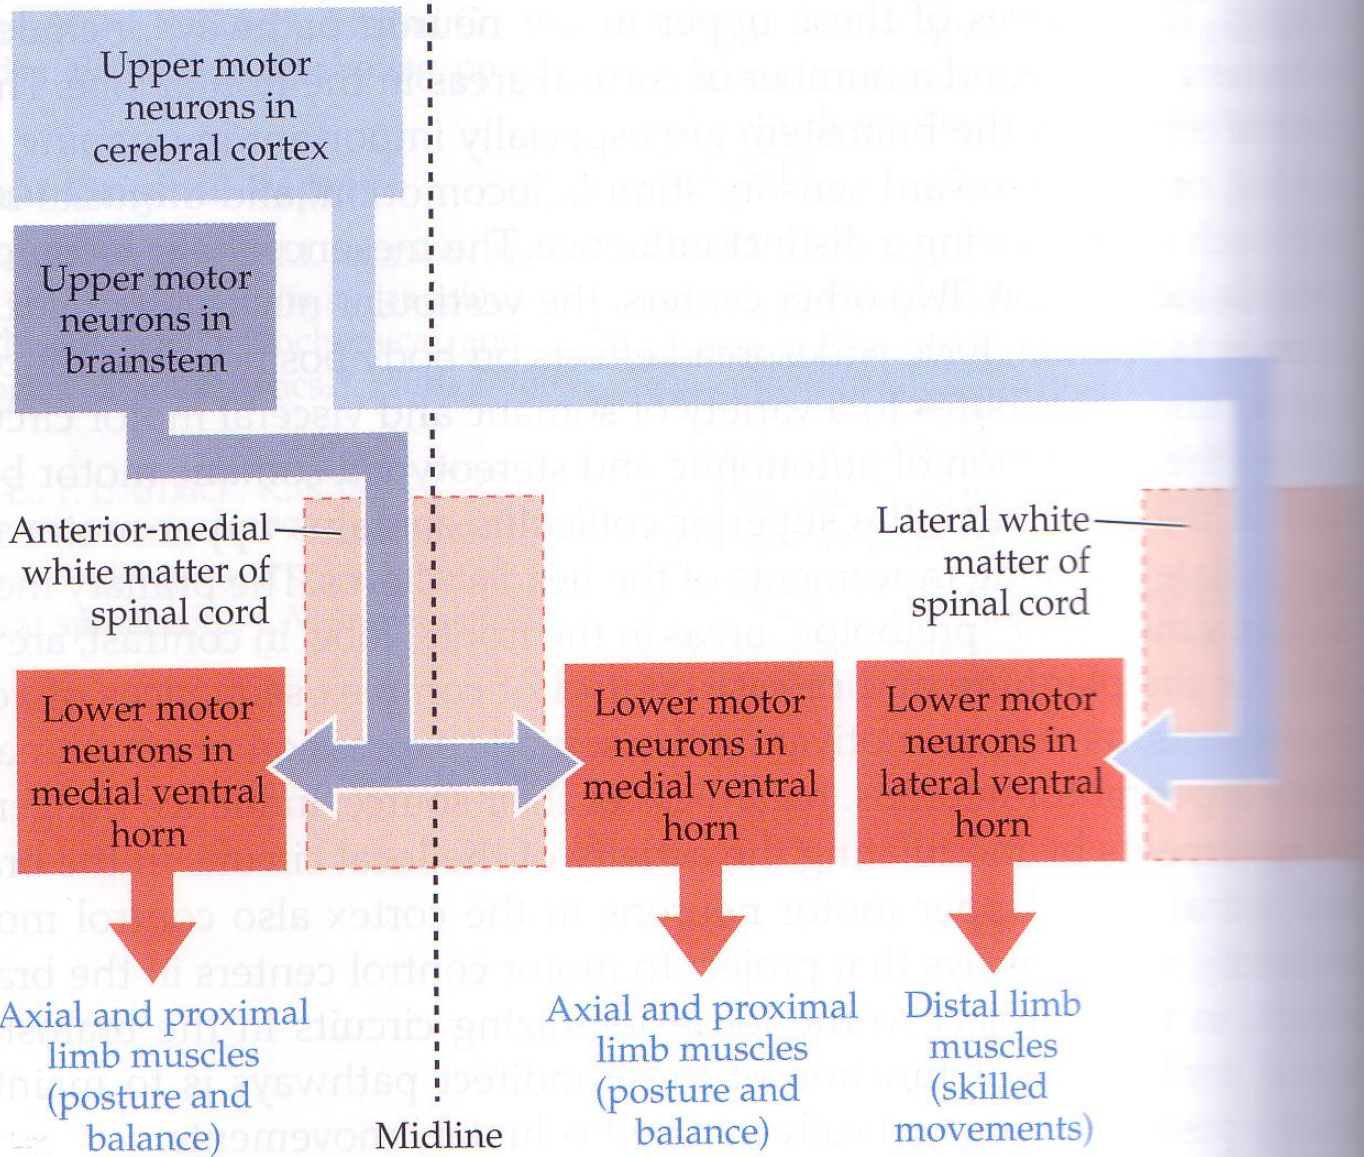 Upper motor
neurons in
cerebral cortex
Upper motor
neurons in
brainstem
Anterior-medial
white matter of
spinal cord
Lateral white
matter of
spinal cord
Lower motor
neurons in
medial ventral
horn
Lower motor
neurons in
medial ventral
horn
Lower motor
neurons in
lateral ventral
horn
Axial and proximal
limb muscles
(posture and
balance)
Midline
Axial and proximal
limb muscles
(posture and
balance)
Distal limb
muscles
(skilled
movements)